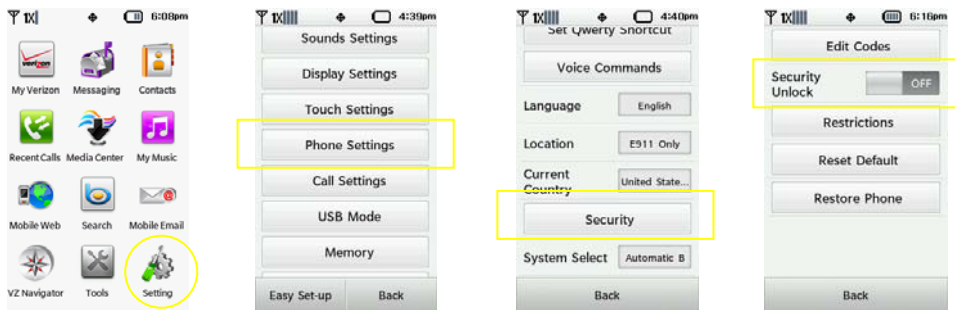 1X 6:08pm
verizon
My Verizon Messaging Contacts
Recent Calls Media Center My Music
Mobile Web Search Mobile Email
VZ Navigator Tools Setting
1X 4:39pm
Sounds Settings
Display Settings
Touch Settings
Phone Settings
Call Settings
USB Mode
Memory
Easy Set-up Back
1X 4:40pm
Set Qwerty Shortcut
Voice Commands
Language English
Location E911 Only
Current
Country United State...
Security
System Select Automatic B
Back
1X 6:16pm
Edit Codes
Security
Unlock OFF
Restrictions
Reset Default
Restore Phone
Back